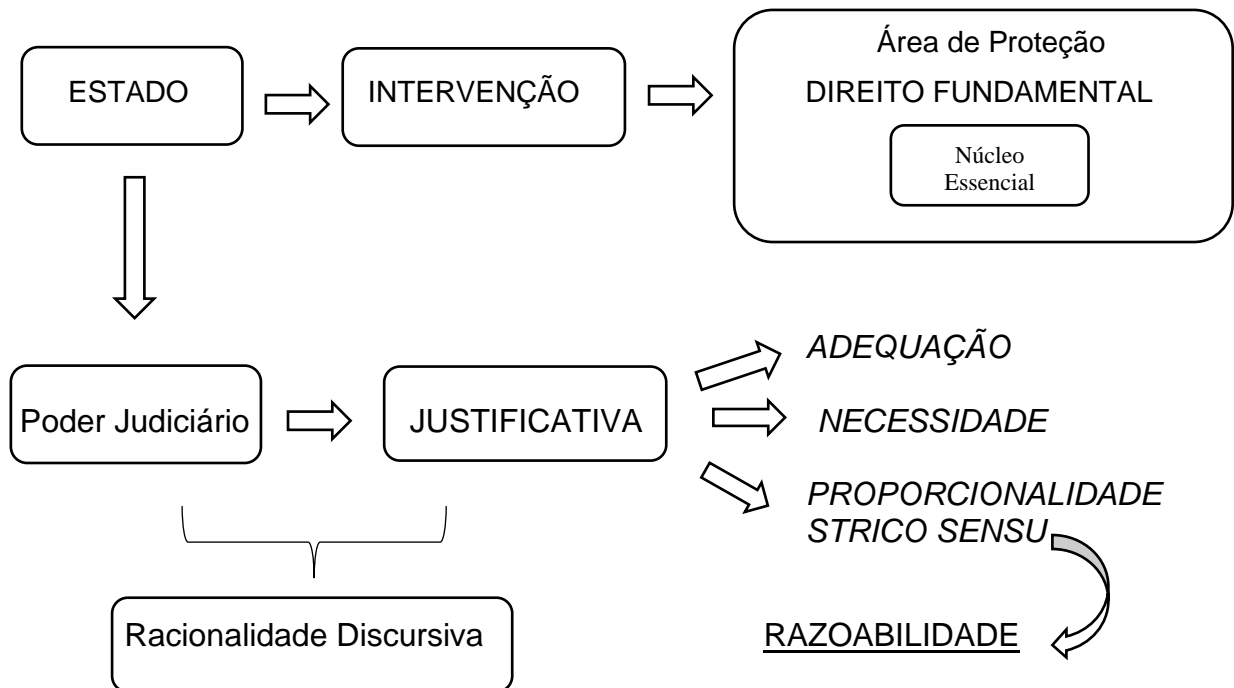 ESTADO
INTERVENÇÃO
Área de Proteção
DIREITO FUNDAMENTAL
Núcleo
Essencial
Poder Judiciário
JUSTIFICATIVA
ADEQUAÇÃO
NECESSIDADE
PROPORCIONALIDADE
STRICO SENSU
Racionalidade Discursiva
RAZOABILIDADE